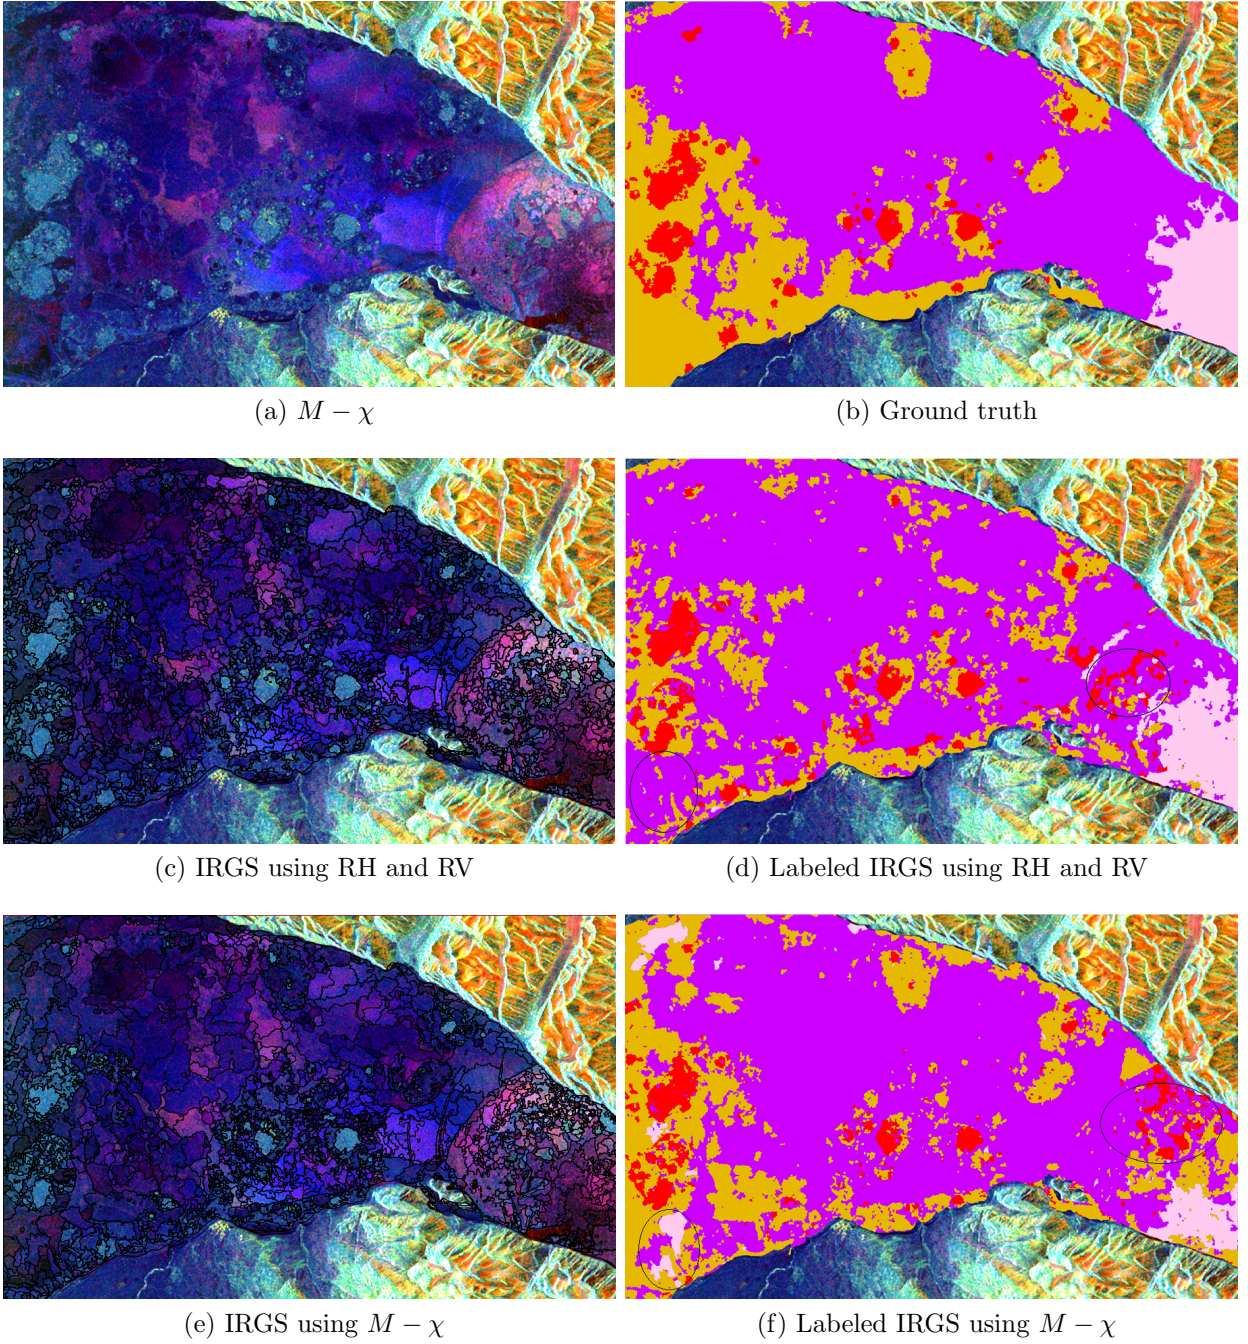 (a) M − χ
(b) Ground truth
(c) IRGS using RH and RV
(d) Labeled IRGS using RH and RV
(e) IRGS using M − χ
(f) Labeled IRGS using M − χ